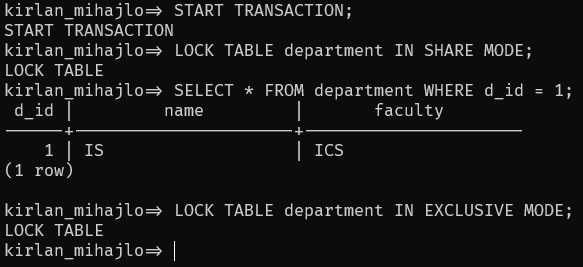 kirlan_mihajlo=> START TRANSACTION;
START TRANSACTION
kirlan_mihajlo=> LOCK TABLE department IN SHARE MODE;
LOCK TABLE
kirlan_mihajlo=> SELECT * FROM department WHERE d_id = 1;
 d_id |         name          |        faculty
------+-----------------------+-----------------------
    1 | IS                    | ICS
(1 row)

kirlan_mihajlo=> LOCK TABLE department IN EXCLUSIVE MODE;
LOCK TABLE
kirlan_mihajlo=>